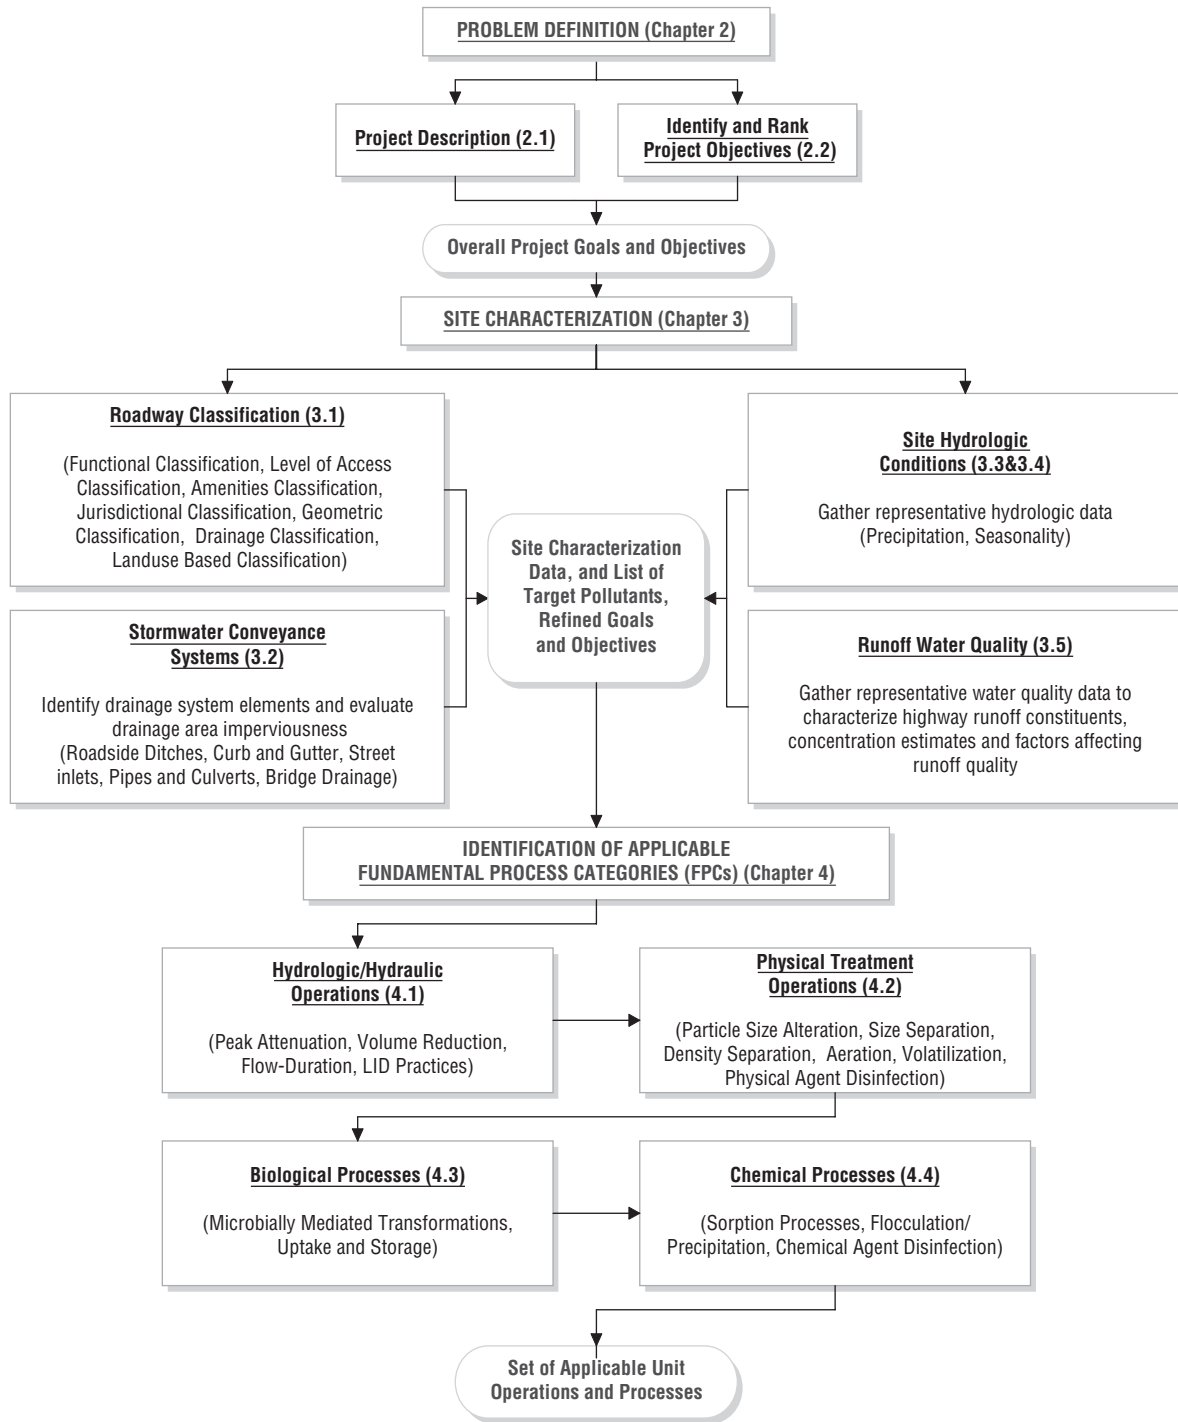 PROBLEM DEFINITION (Chapter 2)
Project Description (2.1)
Identify and Rank
Project Objectives (2.2)
Overall Project Goals and Objectives
SITE CHARACTERIZATION (Chapter 3)
Roadway Classification (3.1)
(Functional Classification, Level of Access
Classification, Amenities Classification,
Jurisdictional Classification, Geometric
Classification, Drainage Classification,
Landuse Based Classification)
Site Hydrologic
Conditions (3.3&3.4)
Gather representative hydrologic data
(Precipitation, Seasonality)
Site Characterization
Data, and List of
Target Pollutants,
Refined Goals
and Objectives
Stormwater Conveyance
Systems (3.2)
Identify drainage system elements and evaluate
drainage area imperviousness
(Roadside Ditches, Curb and Gutter, Street
inlets, Pipes and Culverts, Bridge Drainage)
Runoff Water Quality (3.5)
Gather representative water quality data to
characterize highway runoff constituents,
concentration estimates and factors affecting
runoff quality
IDENTIFICATION OF APPLICABLE
FUNDAMENTAL PROCESS CATEGORIES (FPCs) (Chapter 4)
Hydrologic/Hydraulic
Operations (4.1)
(Peak Attenuation, Volume Reduction,
Flow-Duration, LID Practices)
Physical Treatment
Operations (4.2)
(Particle Size Alteration, Size Separation,
Density Separation, Aeration, Volatilization,
Physical Agent Disinfection)
Biological Processes (4.3)
(Microbially Mediated Transformations,
Uptake and Storage)
Chemical Processes (4.4)
(Sorption Processes, Flocculation/
Precipitation, Chemical Agent Disinfection)
Set of Applicable Unit
Operations and Processes